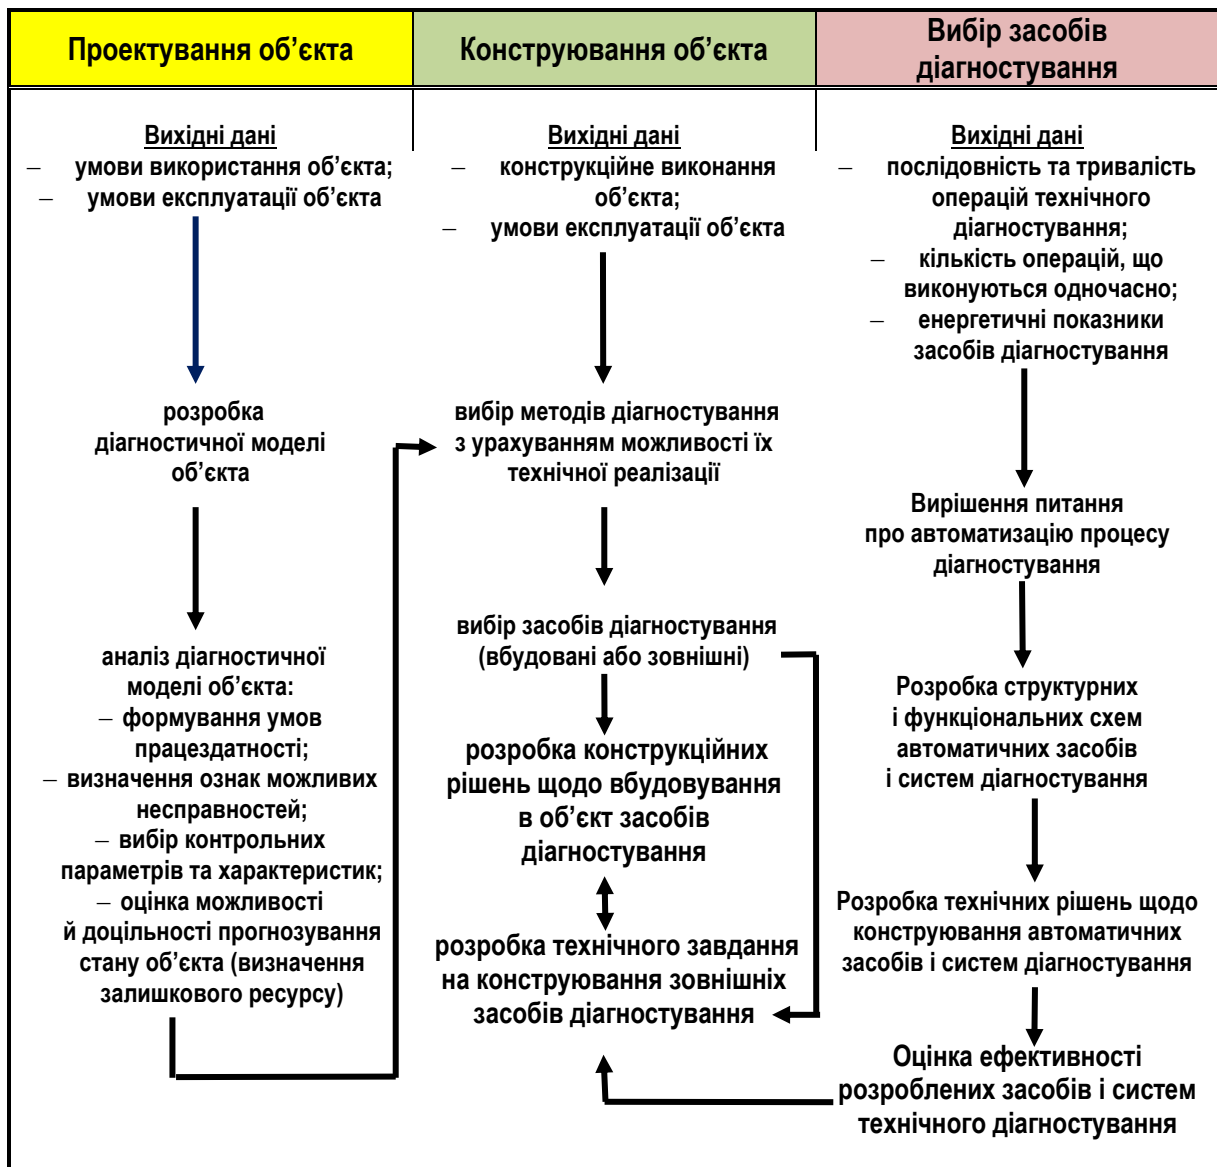 Проектування об’єкта
Конструювання об’єкта
Вибір засобів
діагностування
Вихідні дані
– умови використання об’єкта;
– умови експлуатації об’єкта
розробка
діагностичної моделі
об’єкта
аналіз діагностичної
моделі об’єкта:
– формування умов
працездатності;
– визначення ознак можливих
несправностей;
– вибір контрольних
параметрів та характеристик;
– оцінка можливості
й доцільності прогнозування
стану об’єкта (визначення
залишкового ресурсу)
Вихідні дані
– конструкційне виконання
об’єкта;
– умови експлуатації об’єкта
вибір методів діагностування
з урахуванням можливості їх
технічної реалізації
вибір засобів діагностування
(вбудовані або зовнішні)
розробка конструкційних
рішень щодо вбудовування
в об’єкт засобів
діагностування
розробка технічного завдання
на конструювання зовнішніх
засобів діагностування
Вихідні дані
– послідовність та тривалість
операцій технічного
діагностування;
– кількість операцій, що
виконуються одночасно;
– енергетичні показники
засобів діагностування
Вирішення питання
про автоматизацію процесу
діагностування
Розробка структурних
і функціональних схем
автоматичних засобів
і систем діагностування
Розробка технічних рішень щодо
конструювання автоматичних
засобів і систем діагностування
Оцінка ефективності
розроблених засобів і систем
технічного діагностування